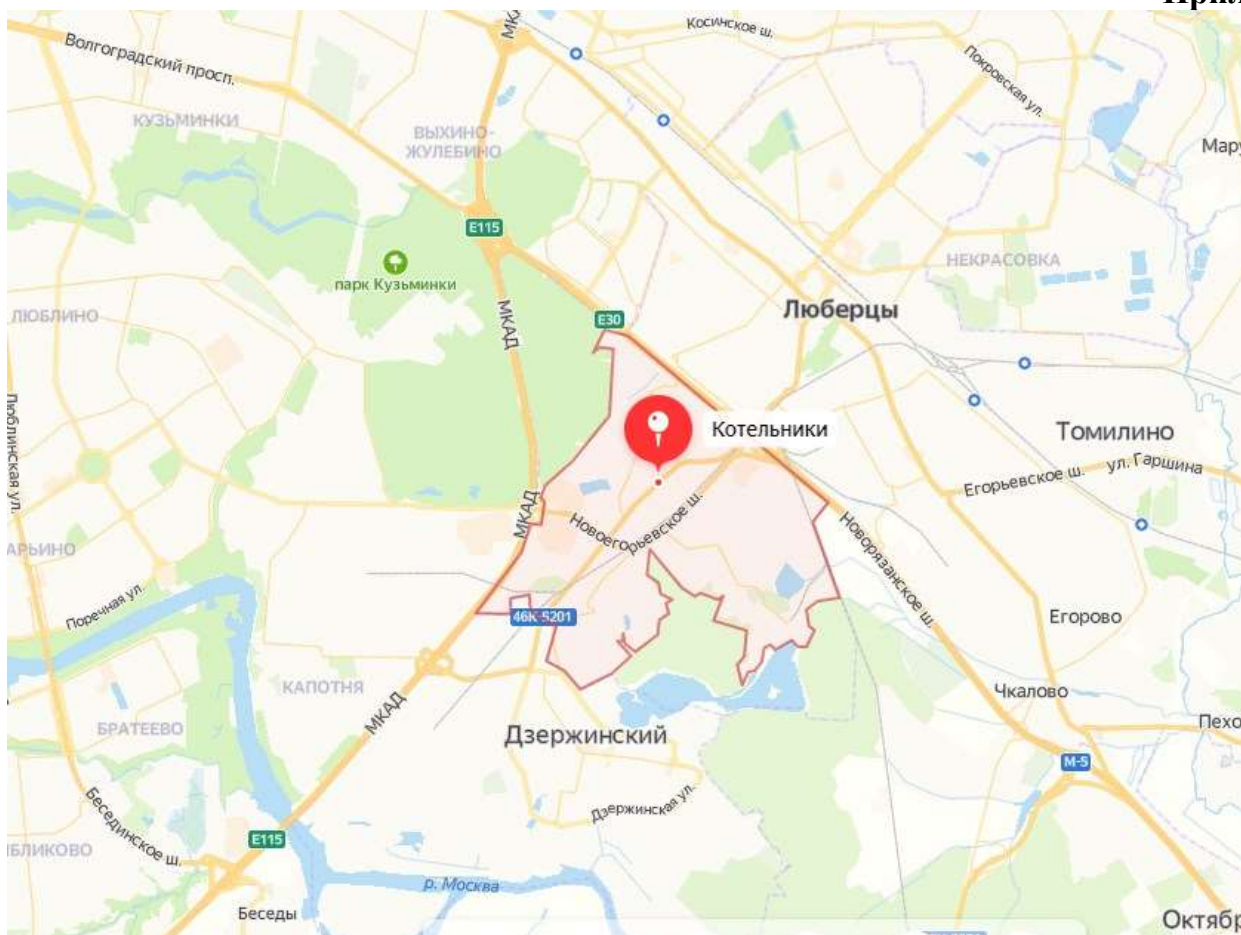 Прил
МКА
Косинское ш.
Волгоградский просп.
Покровская ул.
КУЗЬМИНКИ
ВЫХИНО-
ЖУЛЕБИНО
Мару
E115
парк Кузьминки
НЕКРАСОВКА
ЛЮБЛИНО
МКАД
E30
Люберцы
Люблинская ул.
Котельники
Томилино
Егорьевское ш.
ул. Гаршина
МКАД
Новоегорьевское ш.
Новорязанское ш.
АРЬИНО
Поречная ул.
46К-5201
Егорово
КАПОТНЯ
МКАД
Чкалово
БРАТЕЕВО
Дзержинский
Пехо
М-5
Дзержинская ул.
Бесединское ш.
E115
БЛИКОВО
р. Москва
Беседы
Октябр